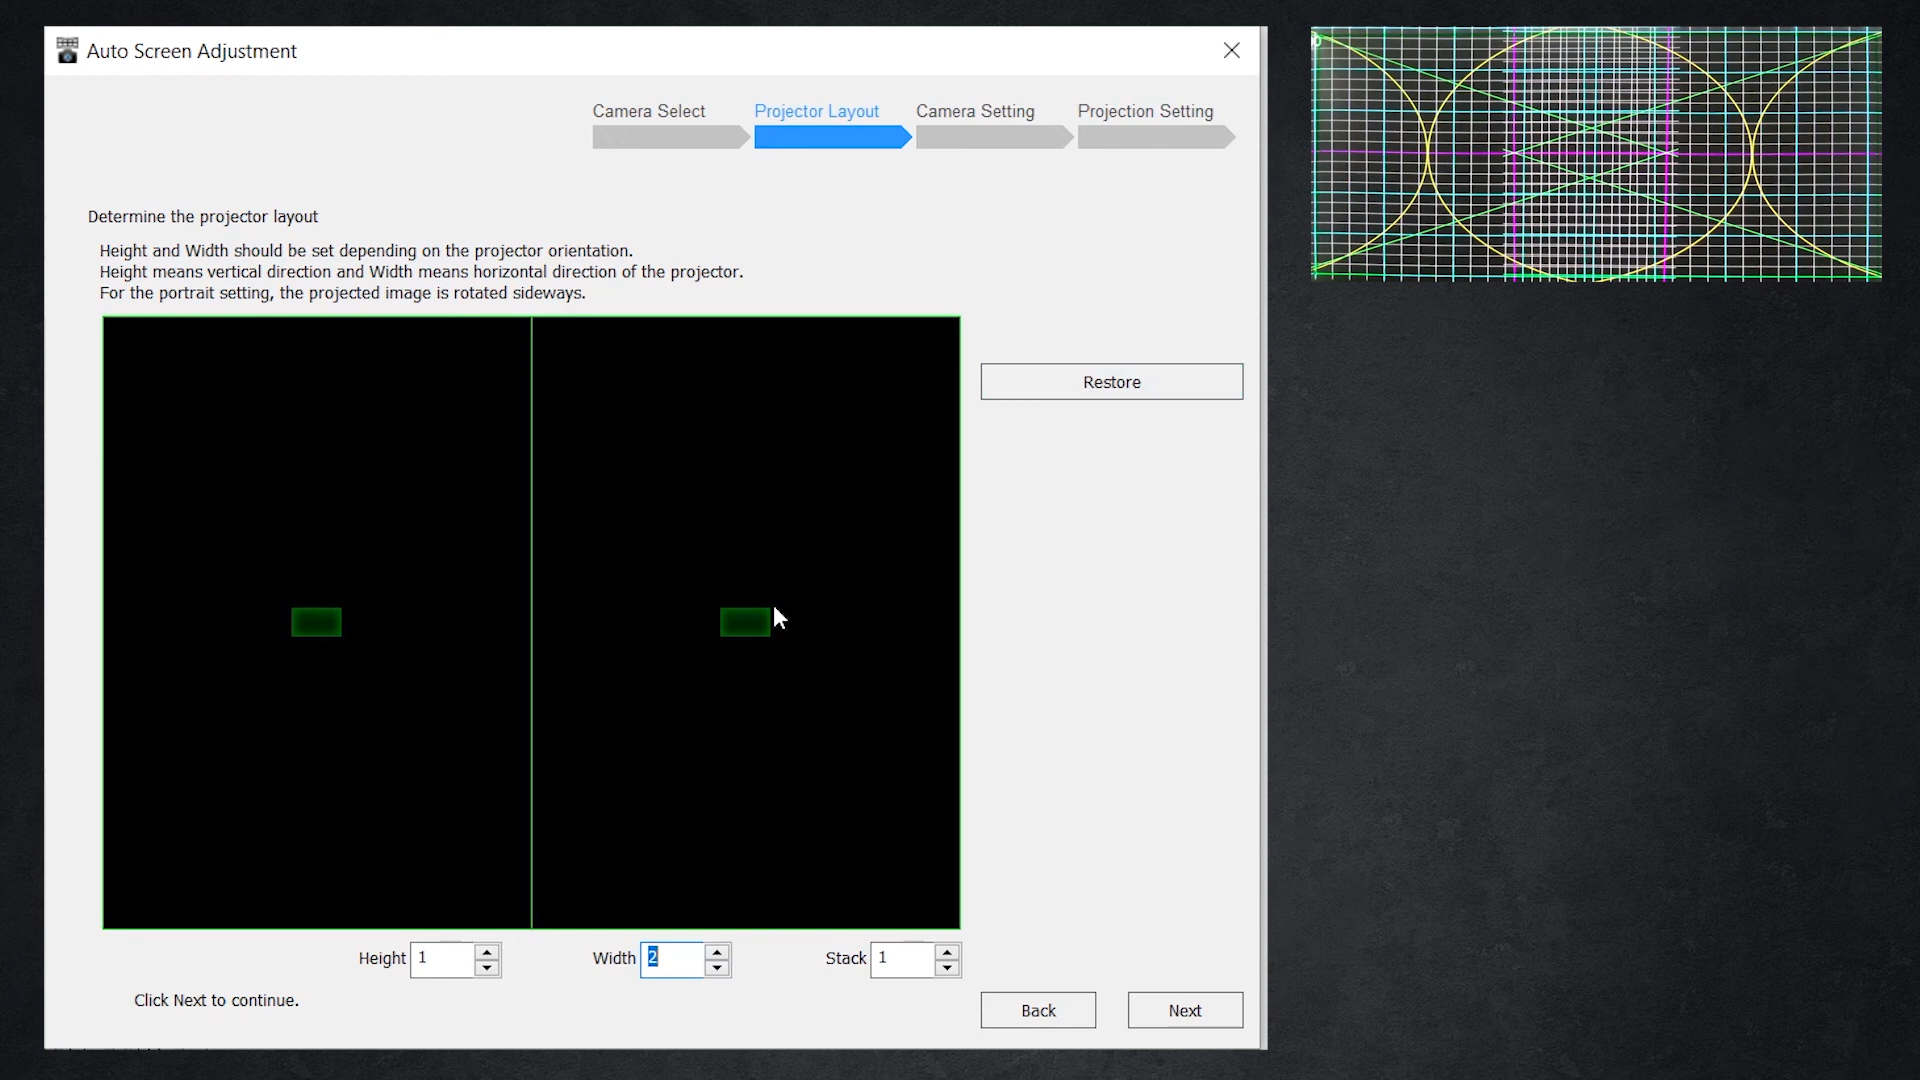 Auto Screen Adjustment
Camera Select
Projector Layout
Camera Setting
Projection Setting
Determine the projector layout
Height and Width should be set depending on the projector orientation.
Height means vertical direction and Width means horizontal direction of the projector.
For the portrait setting, the projected image is rotated sideways.
Restore
Height 1
Width 2
Stack 1
Click Next to continue.
Back
Next